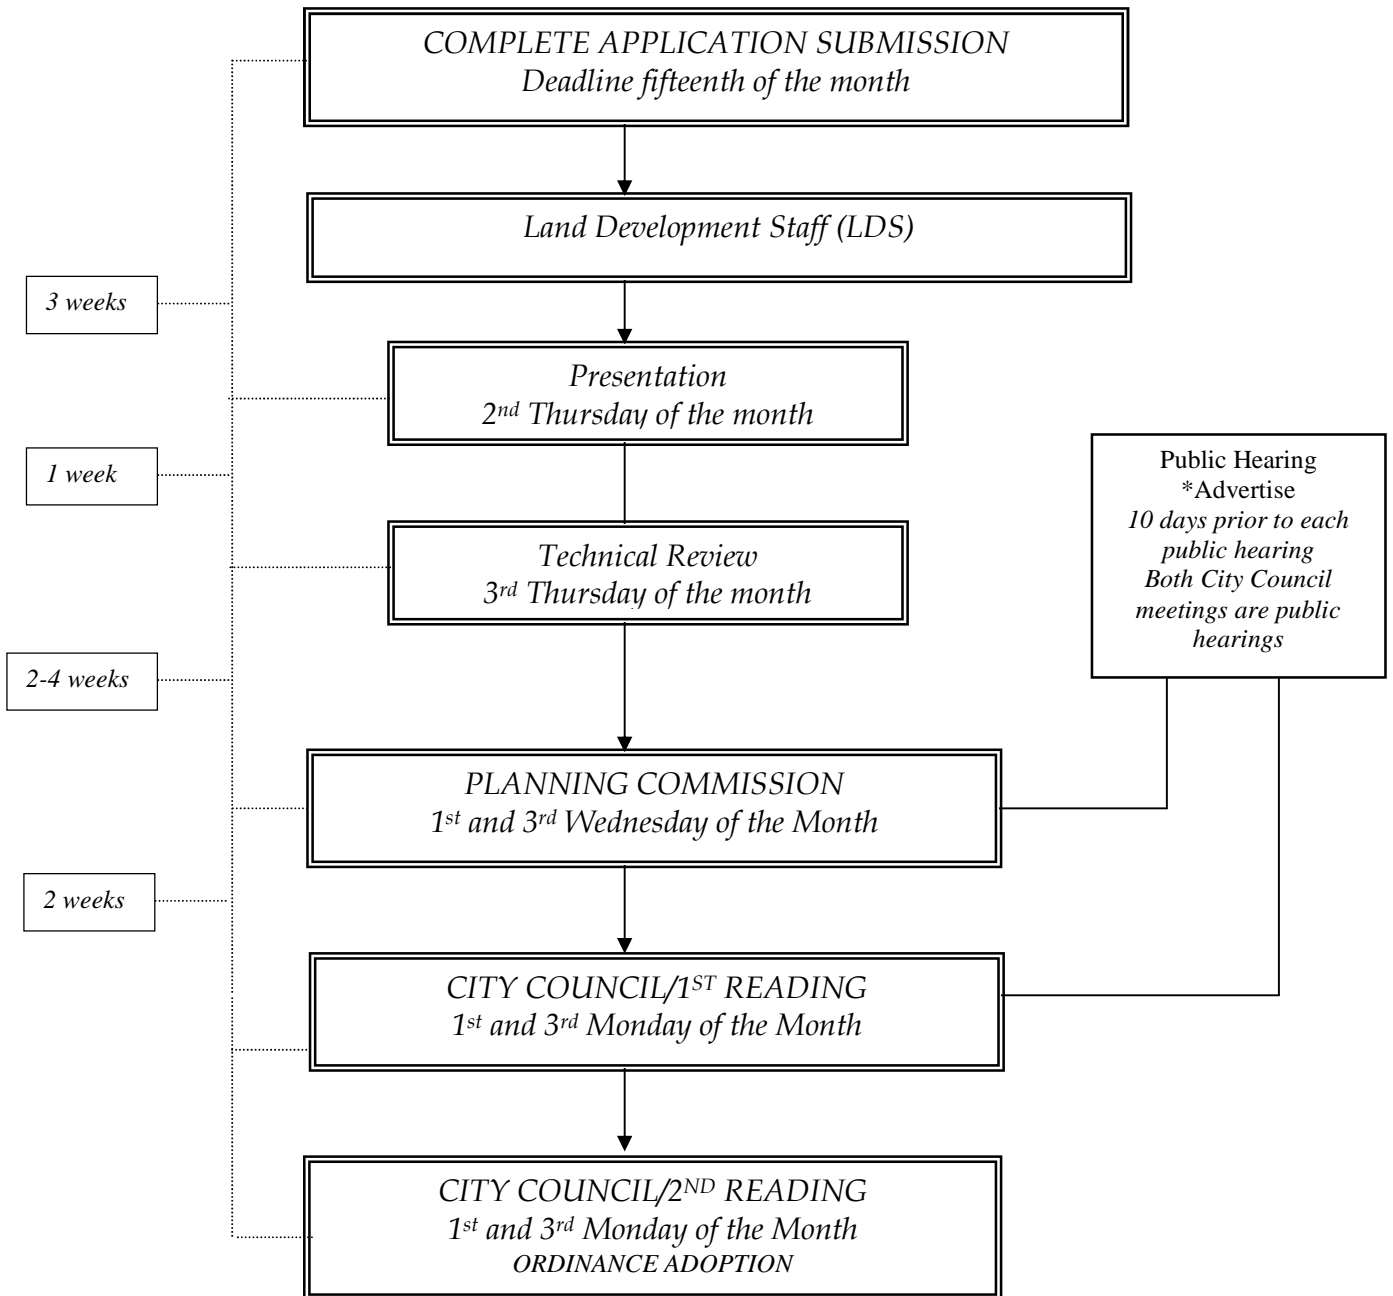 COMPLETE APPLICATION SUBMISSION
Deadline fifteenth of the month
Land Development Staff (LDS)
3 weeks
Presentation
2nd Thursday of the month
1 week
Public Hearing
*Advertise
10 days prior to each
public hearing
Both City Council
meetings are public
hearings
Technical Review
3rd Thursday of the month
2-4 weeks
PLANNING COMMISSION
1st and 3rd Wednesday of the Month
2 weeks
CITY COUNCIL/1ST READING
1st and 3rd Monday of the Month
CITY COUNCIL/2ND READING
1st and 3rd Monday of the Month
ORDINANCE ADOPTION